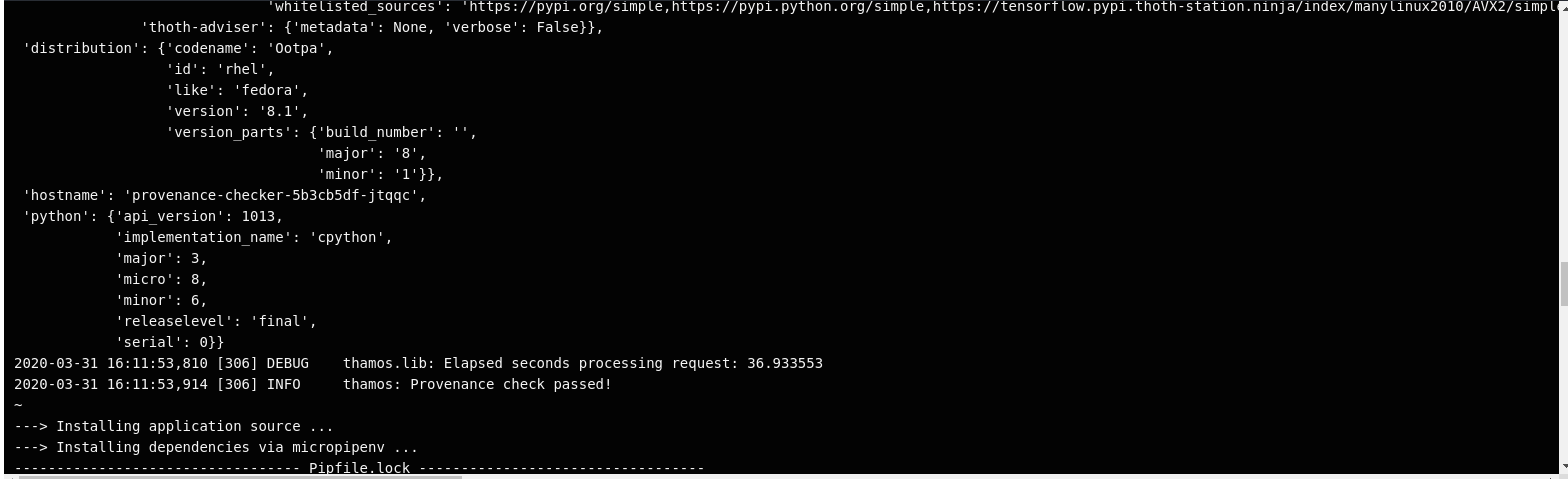 'whitelisted_sources': 'https://pypi.org/simple,https://pypi.python.org/simple,https://tensorflow.pypi.thoth-station.ninja/index/manylinux2010/AVX2/simple
'thoth-adviser': {'metadata': None, 'verbose': False}},
'distribution': {'codename': 'Ootpa',
'id': 'rhel',
'like': 'fedora',
'version': '8.1',
'version_parts': {'build_number': '',
'major': '8',
'minor': '1'}},
'hostname': 'provenance-checker-5b3cb5df-jtqqc',
'python': {'api_version': 1013,
'implementation_name': 'cpython',
'major': 3,
'micro': 8,
'minor': 6,
'releaselevel': 'final',
'serial': 0}}
2020-03-31 16:11:53,810 [306] DEBUG    thamos.lib: Elapsed seconds processing request: 36.933553
2020-03-31 16:11:53,914 [306] INFO     thamos: Provenance check passed!
~
---> Installing application source ...
---> Installing dependencies via micropipenv ...
---------------------------------- Pipfile.lock ----------------------------------